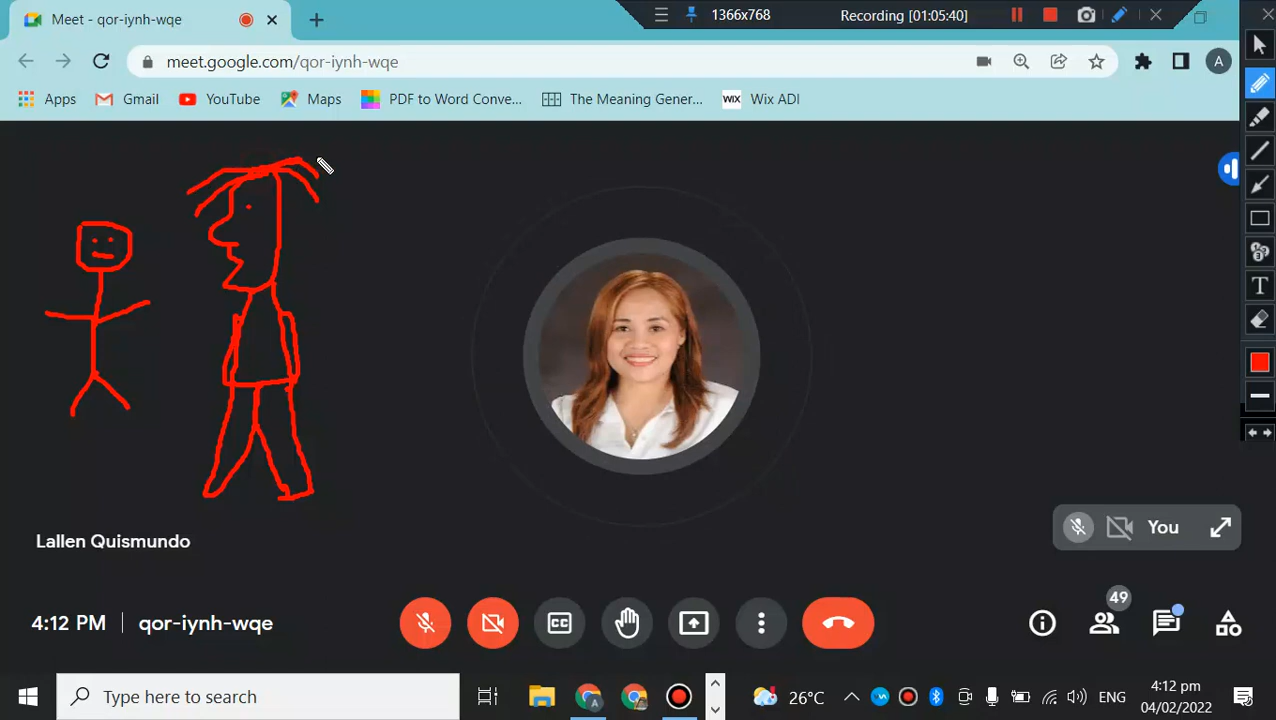 Meet - qor-iynh-wqe
1366x768
Recording [01:05:40]
meet.google.com/qor-iynh-wqe
A
Apps
Gmail
YouTube
Maps
PDF to Word Conve...
The Meaning Gener...
WIX
Wix ADI
T
You
Lallen Quismundo
4:12 PM
qor-iynh-wqe
CC
49
Type here to search
A
26°C
ENG
4:12 pm
04/02/2022